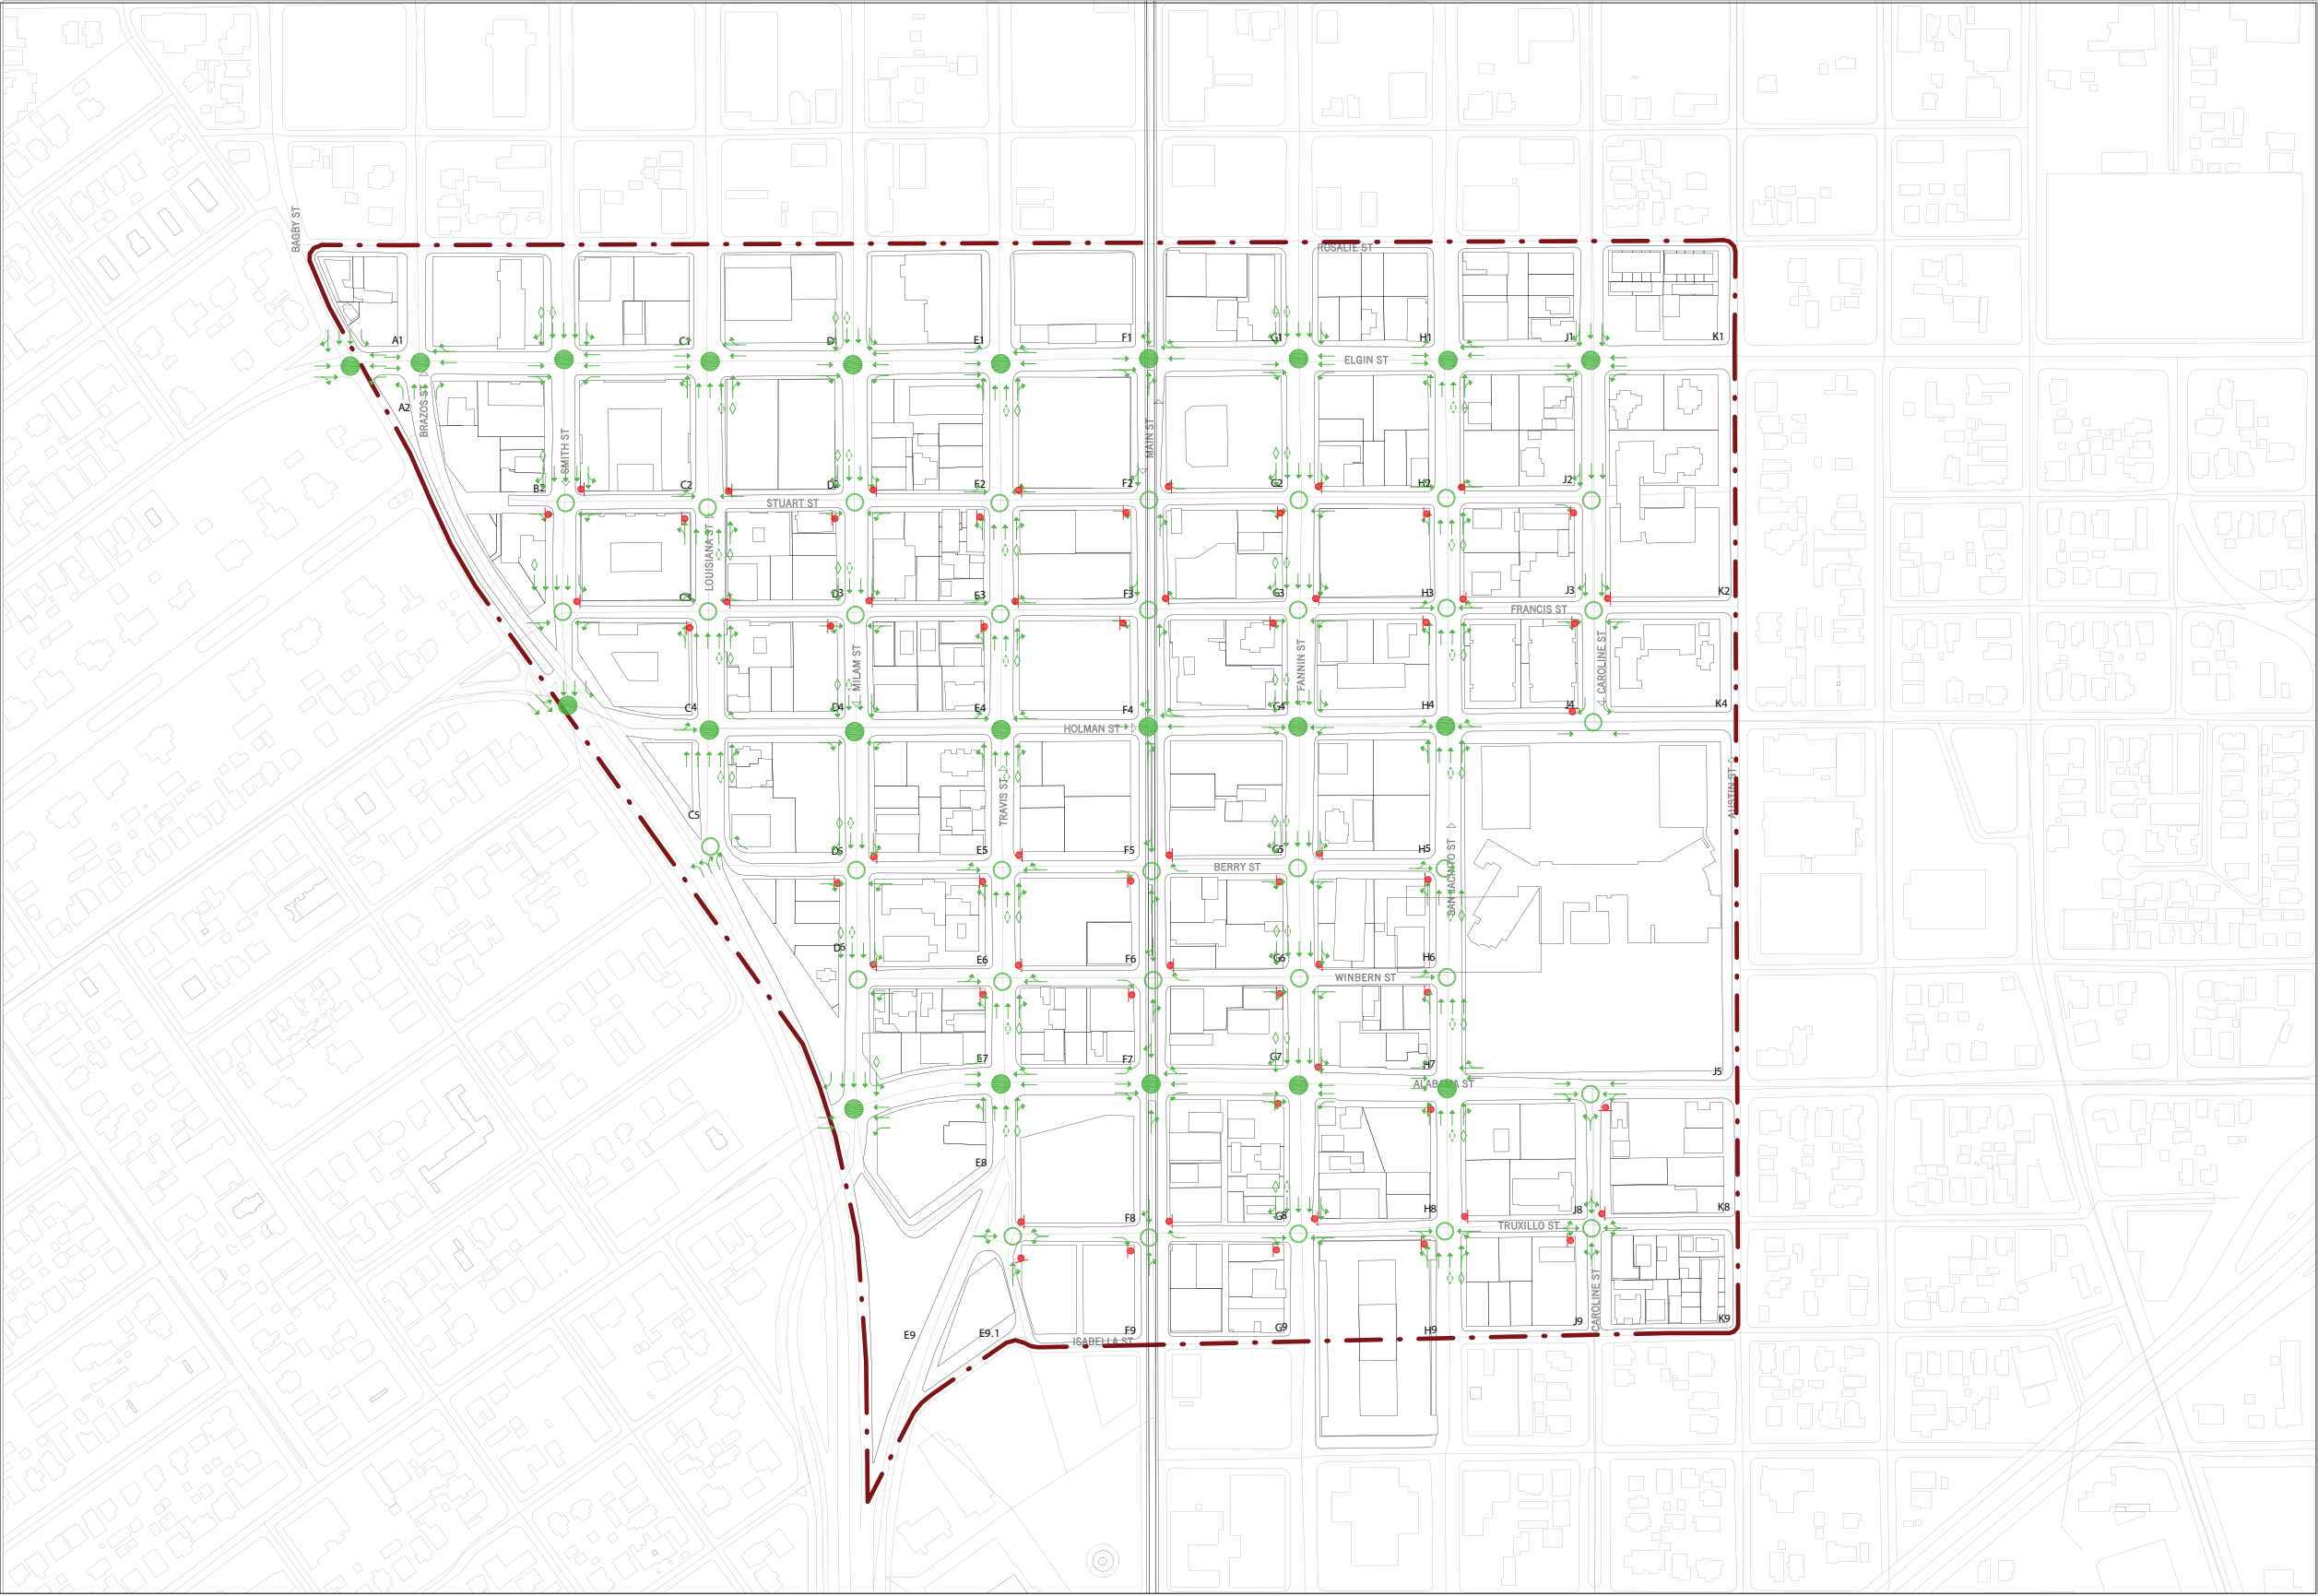 BAGBY ST
ROSALIE ST
A1
C1
D1
E1
F1
G1
H1
J1
K1
ELGIN ST
A2
BRAZOS ST
SMITH ST
MAIN ST
B2
C2
D2
E2
F2
G2
H2
J2
K2
STUART ST
LOUISIANA ST
C3
D3
E3
F3
G3
H3
J3
FRANCIS ST
MILAM ST
FANNIN ST
CAROLINE ST
C4
D4
E4
F4
G4
H4
J4
K4
HOLMAN ST
TRAVIS ST
AUSTIN ST
C5
D5
E5
F5
G5
H5
BERRY ST
SAN JACINTO ST
D6
E6
F6
G6
H6
WINBERN ST
E7
F7
G7
H7
J5
ALABAMA ST
E8
F8
G8
H8
J8
K8
TRUXILLO ST
CAROLINE ST
E9
E9.1
F9
G9
H9
J9
K9
ISABELLA ST